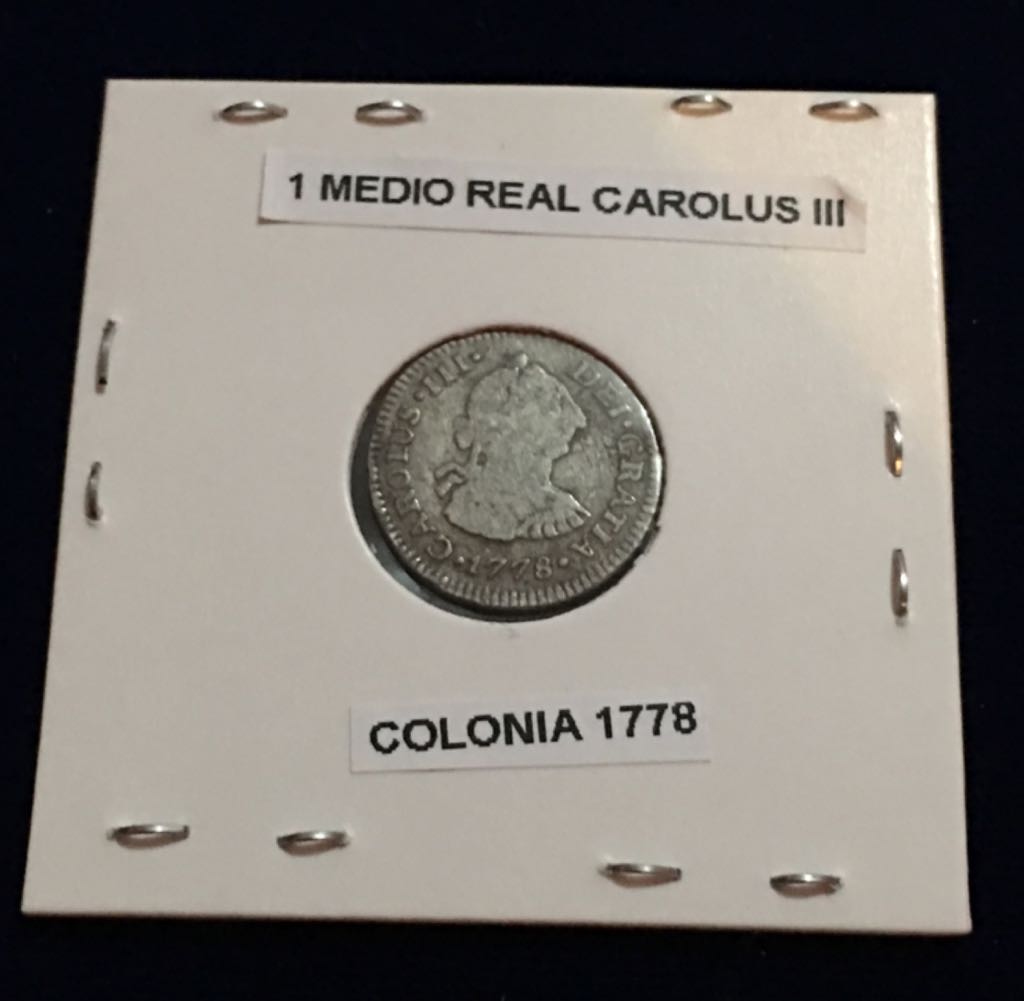 1 MEDIO REAL CAROLUS III
CAROLUS·III· DEI·GRATIA
·1778·
COLONIA 1778